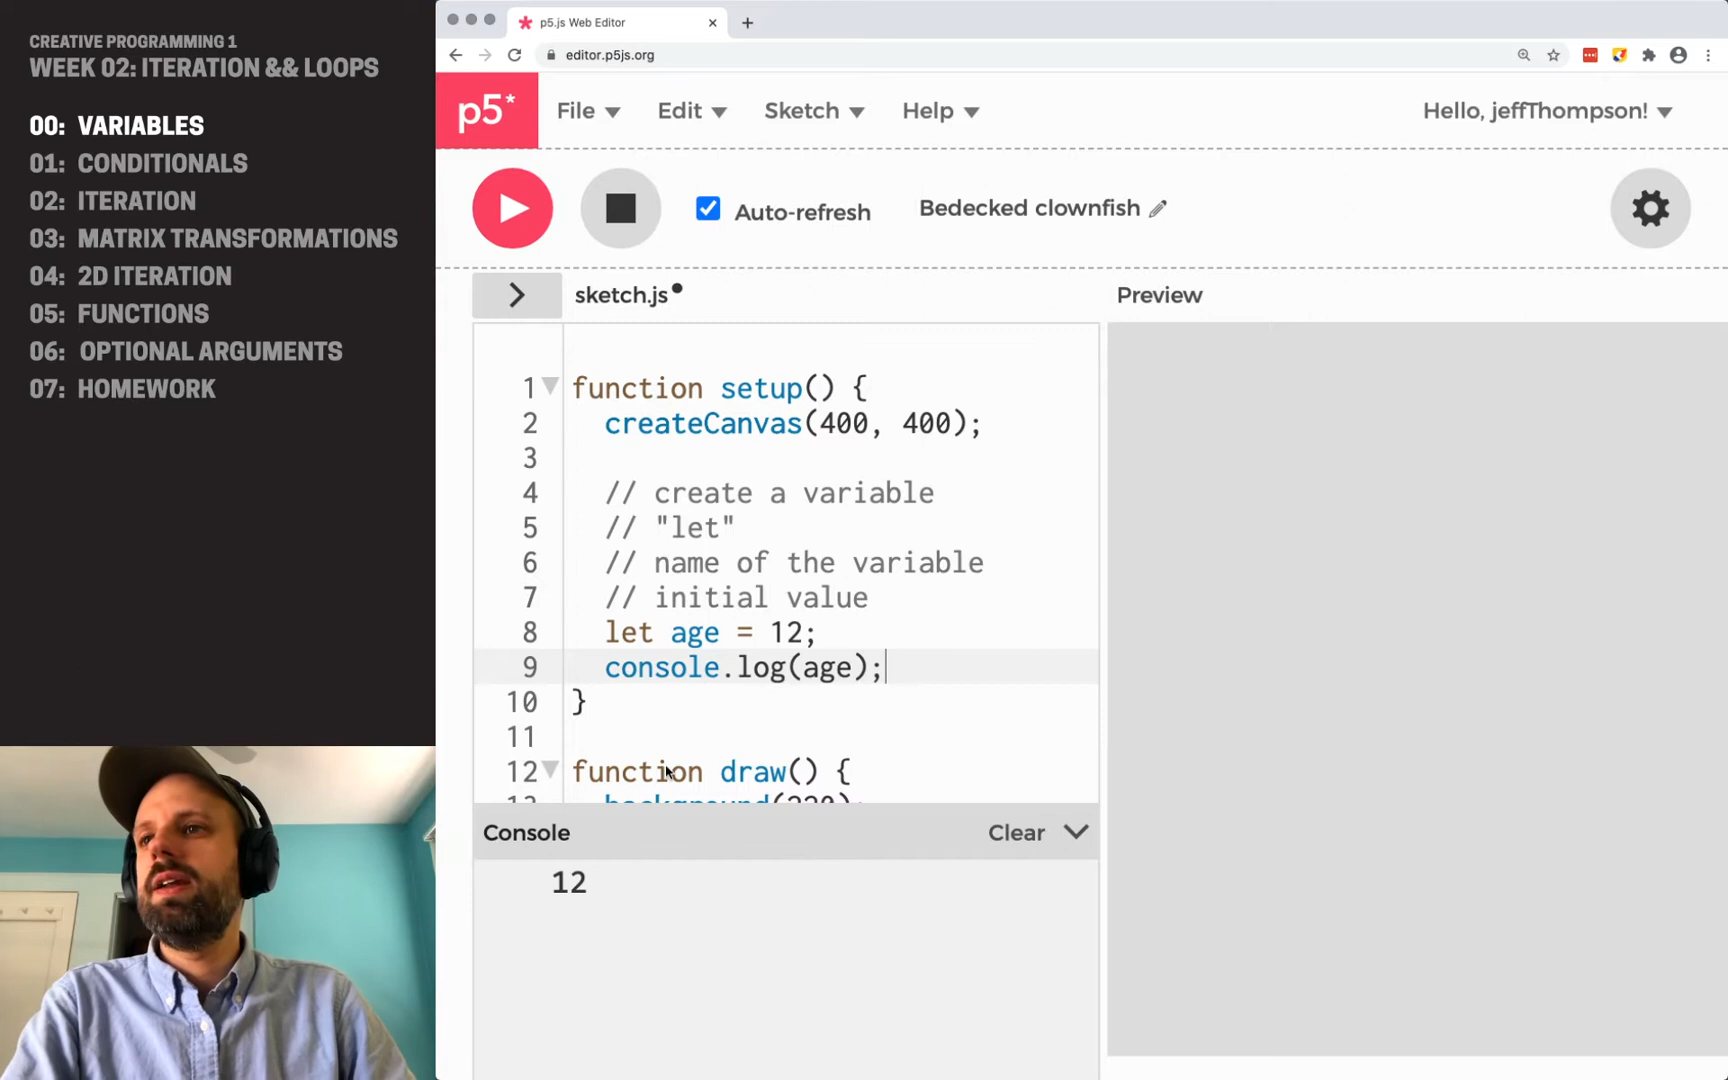 CREATIVE PROGRAMMING 1
WEEK 02: ITERATION && LOOPS
00: VARIABLES
01: CONDITIONALS
02: ITERATION
03: MATRIX TRANSFORMATIONS
04: 2D ITERATION
05: FUNCTIONS
06: OPTIONAL ARGUMENTS
07: HOMEWORK
p5.js Web Editor
editor.p5js.org
p5*
File
Edit
Sketch
Help
Hello, jeffThompson!
Auto-refresh
Bedecked clownfish
sketch.js
Preview
1 function setup() {
2 createCanvas(400, 400);
3
4 // create a variable
5 // "let"
6 // name of the variable
7 // initial value
8 let age = 12;
9 console.log(age);
10 }
11
12 function draw() {
13 background(220);
Console
Clear
12